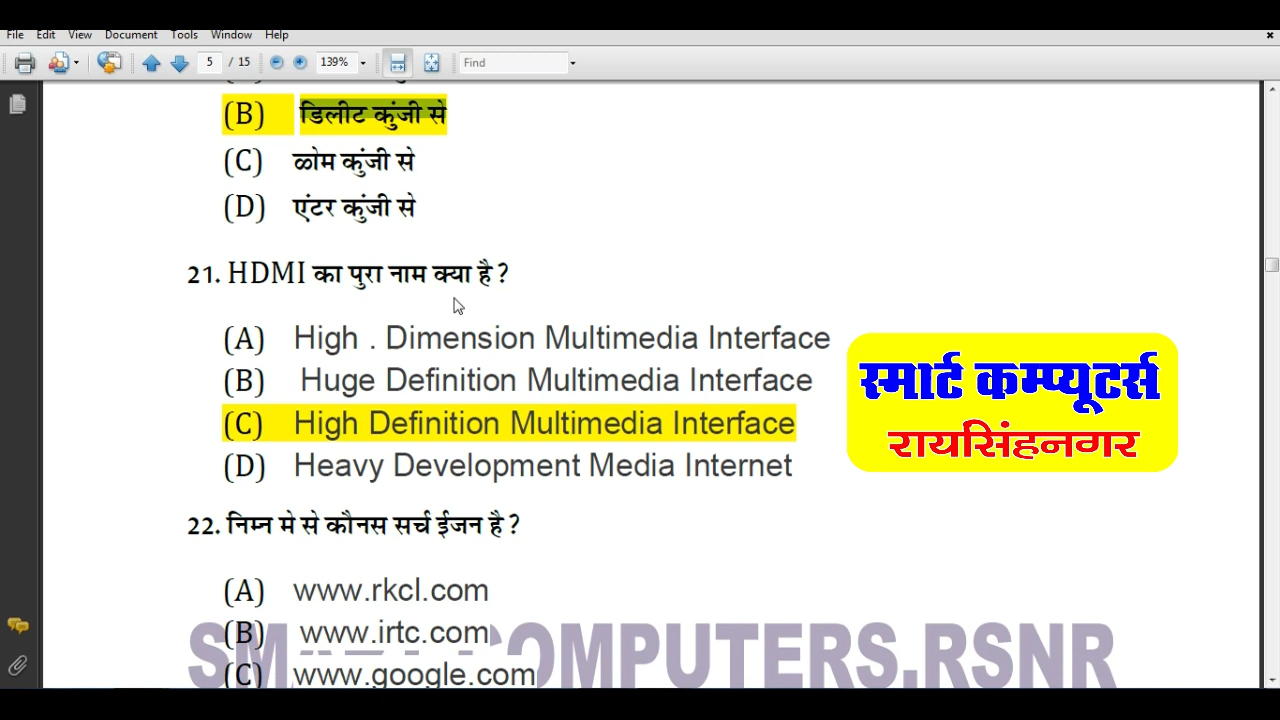 File Edit View Document Tools Window Help
5 / 15 139% Find
(B) डिलीट कुंजी से
(C) ळोम कुंजी से
(D) एंटर कुंजी से
21. HDMI का पुरा नाम क्या है ?
(A) High . Dimension Multimedia Interface
(B) Huge Definition Multimedia Interface
(C) High Definition Multimedia Interface
(D) Heavy Development Media Internet
स्मार्ट कम्प्यूटर्स
रायसिंहनगर
22. निम्न मे से कौनस सर्च ईजन है ?
(A) www.rkcl.com
(B) www.irtc.com
(C) www.google.com
COMPUTERS.RSNR